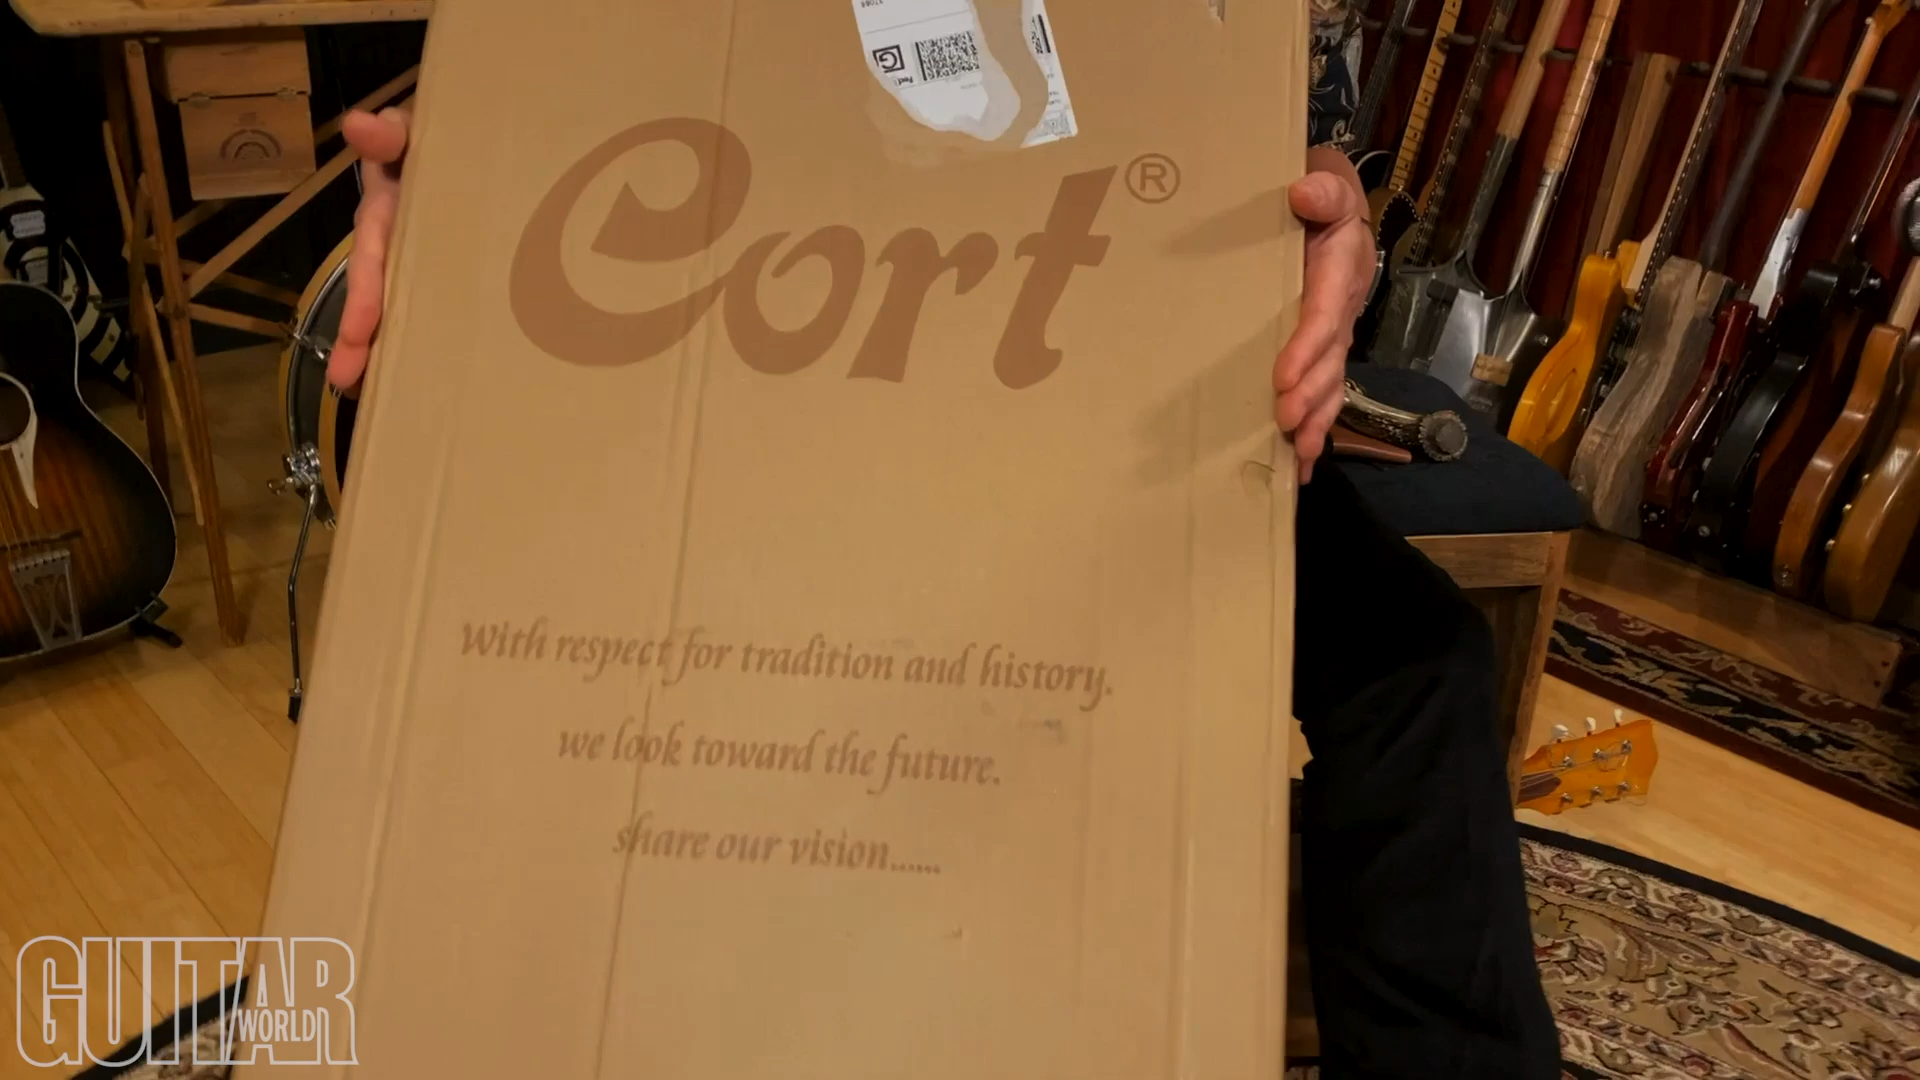 Cort®
With respect for tradition and history.
we look toward the future.
share our vision......
GUITAR
WORLD